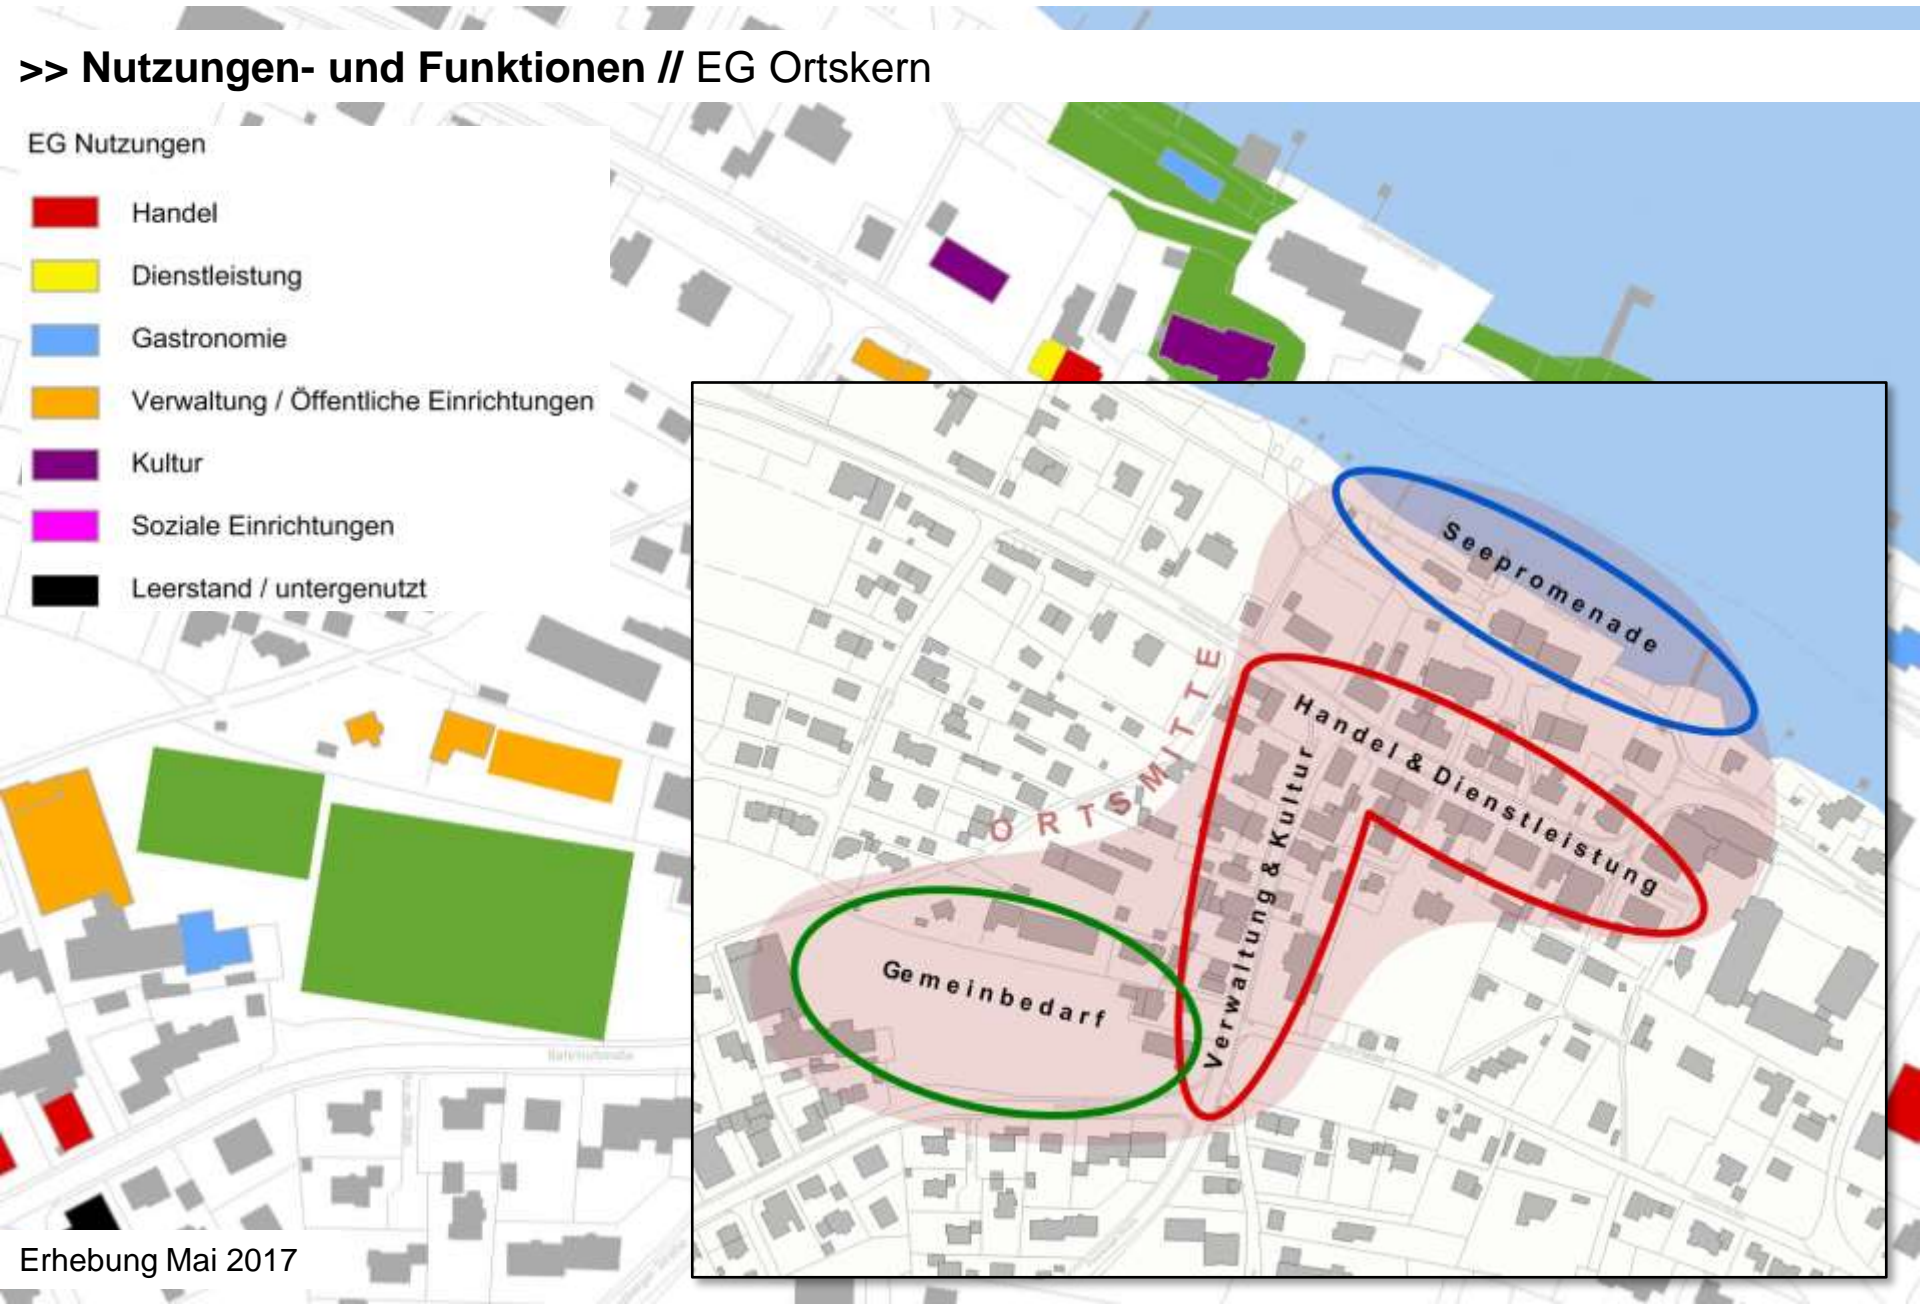 >> Nutzungen- und Funktionen // EG Ortskern
EG Nutzungen
Handel
Dienstleistung
Gastronomie
Verwaltung / Öffentliche Einrichtungen
Kultur
Soziale Einrichtungen
Leerstand / untergenutzt
Seepromenade
ORTSMITTE
Handel & Dienstleistung
Verwaltung & Kultur
Gemeinbedarf
Bahnhofstraße
Erhebung Mai 2017